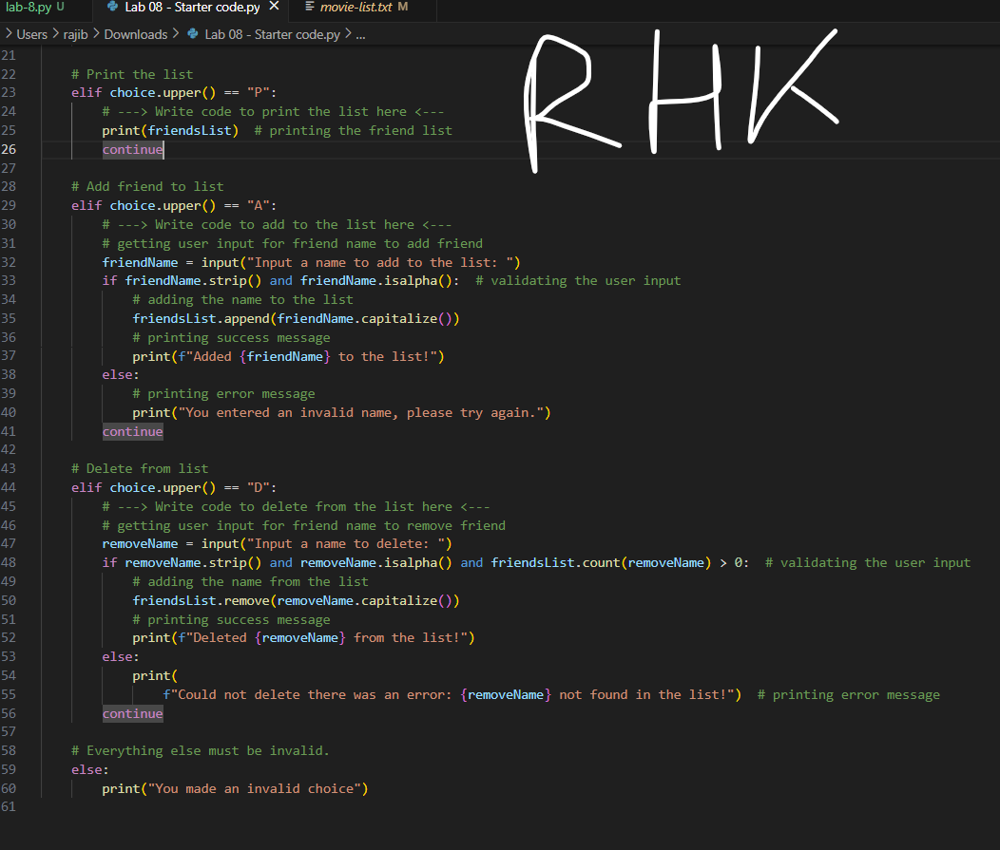 lab-8.py U Lab 08 - Starter code.py × movie-list.txt M
> Users > rajib > Downloads > Lab 08 - Starter code.py > ...
RHK
21
22 # Print the list
23 elif choice.upper() == "P":
24 # ---> Write code to print the list here <---
25 print(friendsList) # printing the friend list
26 continue
27
28 # Add friend to list
29 elif choice.upper() == "A":
30 # ---> Write code to add to the list here <---
31 # getting user input for friend name to add friend
32 friendName = input("Input a name to add to the list: ")
33 if friendName.strip() and friendName.isalpha(): # validating the user input
34 # adding the name to the list
35 friendsList.append(friendName.capitalize())
36 # printing success message
37 print(f"Added {friendName} to the list!")
38 else:
39 # printing error message
40 print("You entered an invalid name, please try again.")
41 continue
42
43 # Delete from list
44 elif choice.upper() == "D":
45 # ---> Write code to delete from the list here <---
46 # getting user input for friend name to remove friend
47 removeName = input("Input a name to delete: ")
48 if removeName.strip() and removeName.isalpha() and friendsList.count(removeName) > 0: # validating the user input
49 # adding the name from the list
50 friendsList.remove(removeName.capitalize())
51 # printing success message
52 print(f"Deleted {removeName} from the list!")
53 else:
54 print(
55 f"Could not delete there was an error: {removeName} not found in the list!") # printing error message
56 continue
57
58 # Everything else must be invalid.
59 else:
60 print("You made an invalid choice")
61